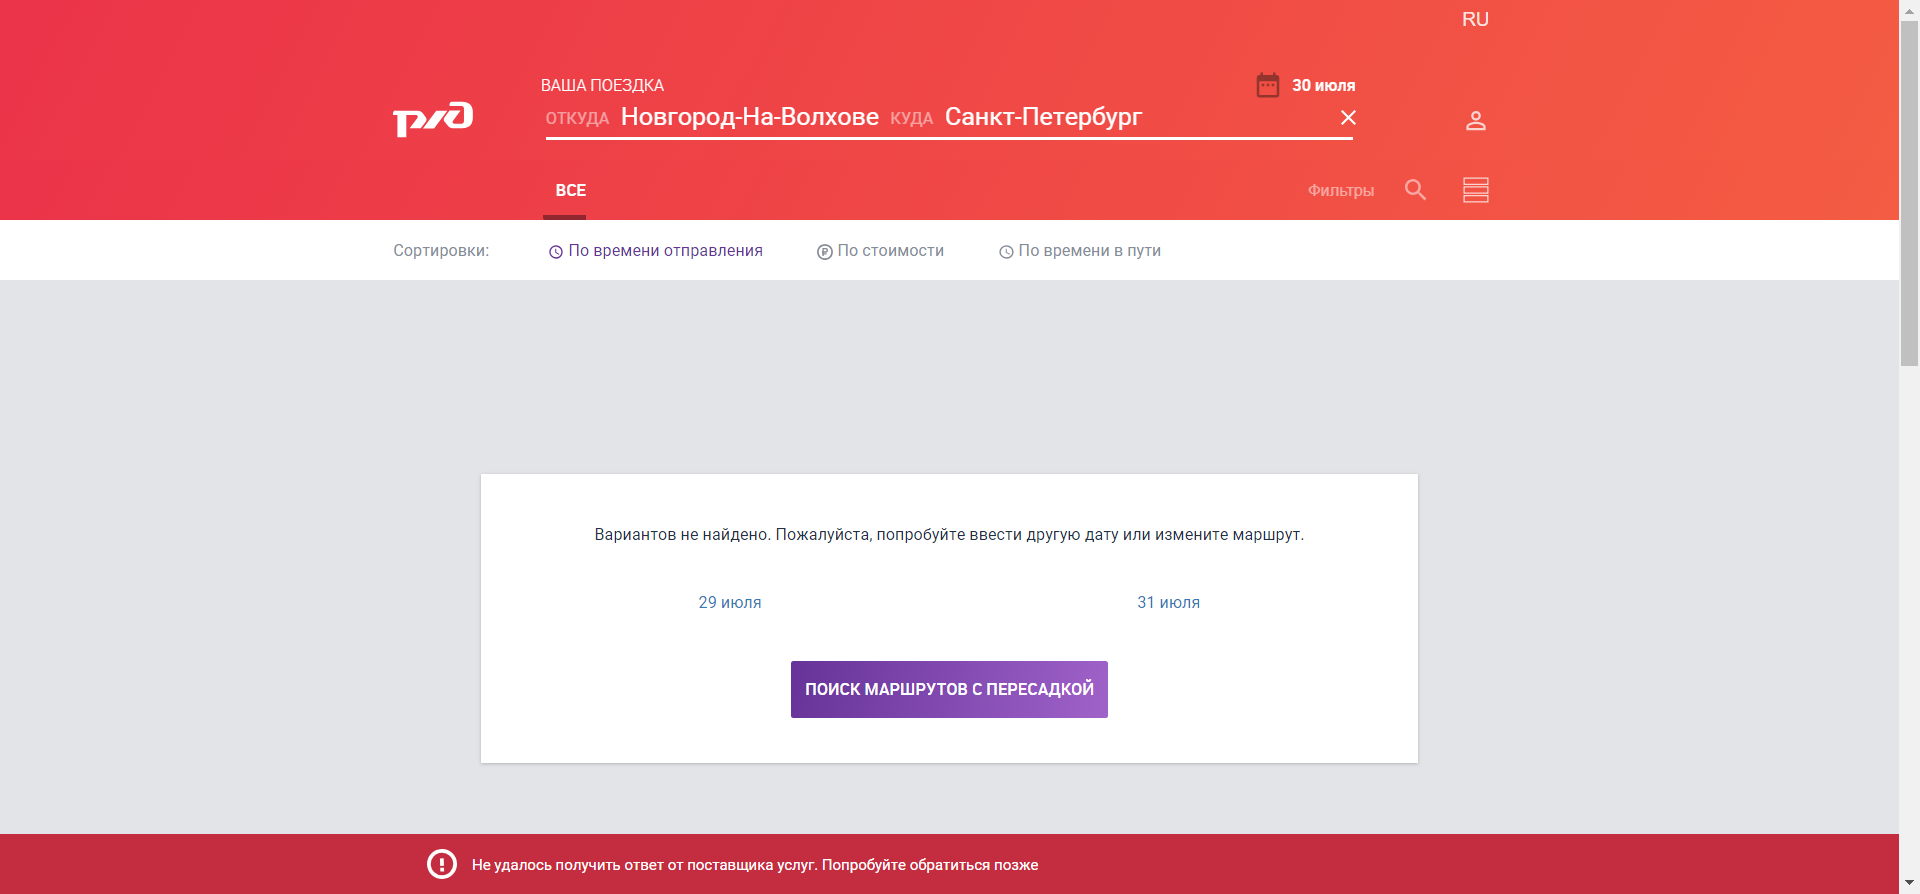 RU
ВАША ПОЕЗДКА
30 июля
ржд
ОТКУДА Новгород-На-Волхове КУДА Санкт-Петербург
ВСЕ
Фильтры
Сортировки:
По времени отправления
По стоимости
По времени в пути
Вариантов не найдено. Пожалуйста, попробуйте ввести другую дату или измените маршрут.
29 июля
31 июля
ПОИСК МАРШРУТОВ С ПЕРЕСАДКОЙ
Не удалось получить ответ от поставщика услуг. Попробуйте обратиться позже